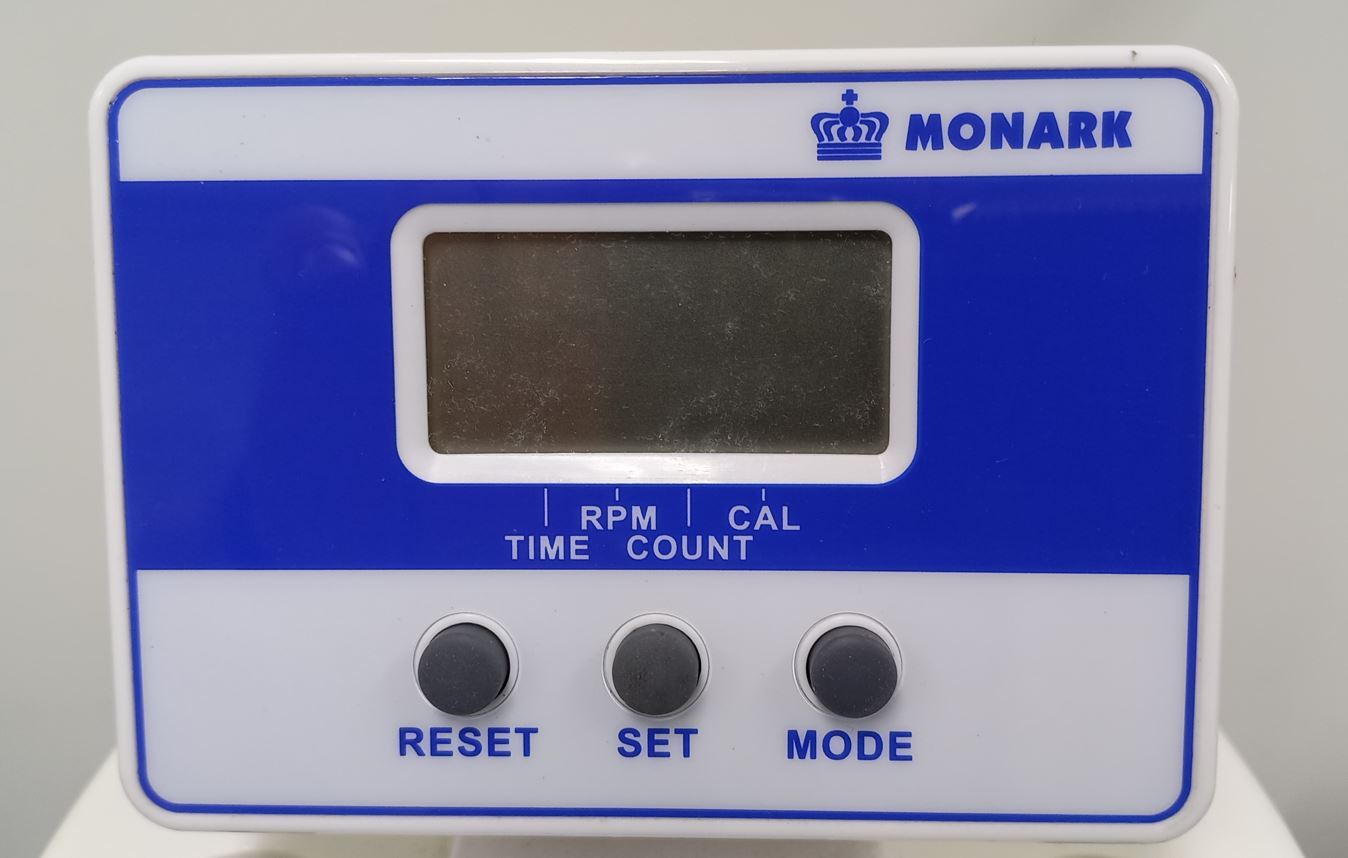 MONARK
RPM CAL
TIME COUNT
RESET SET MODE